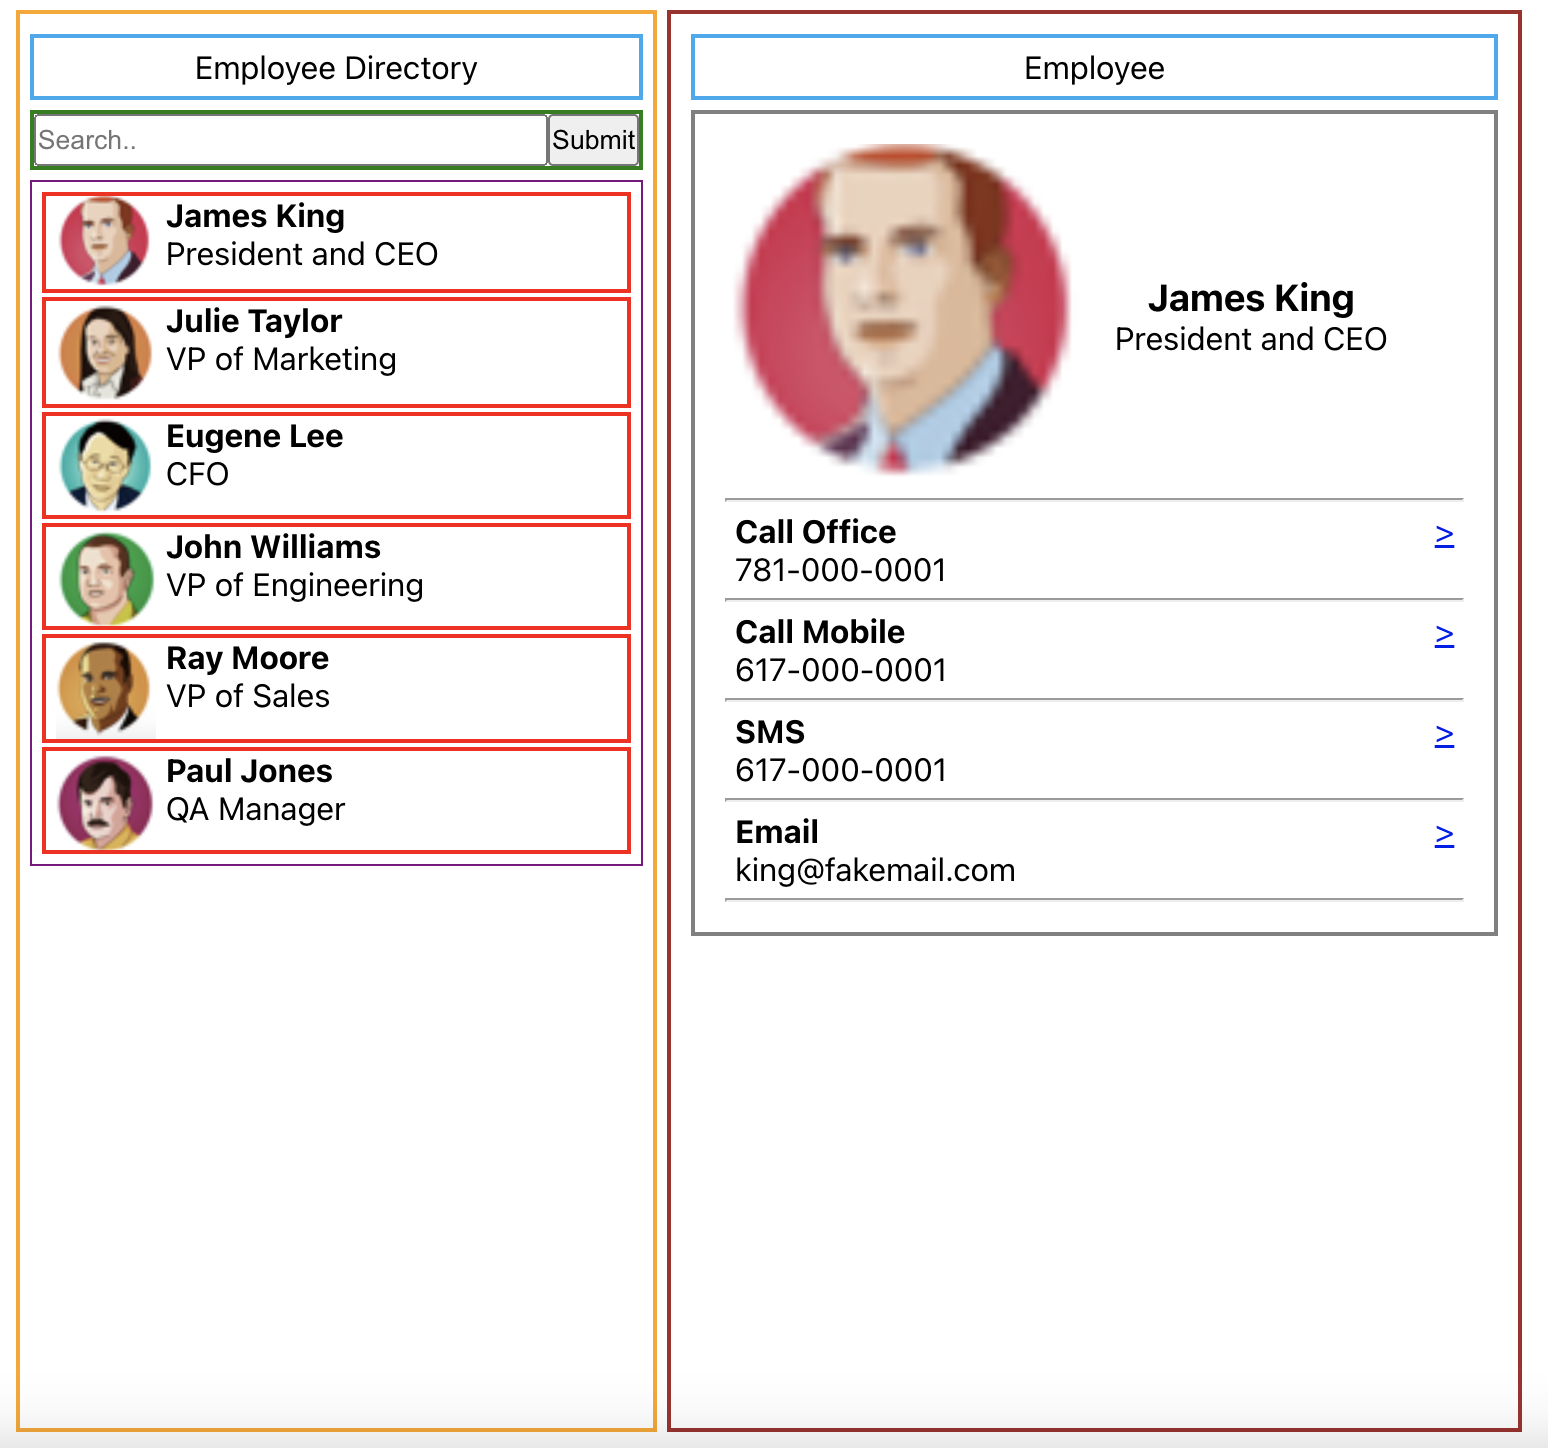 Employee Directory
Search..
Submit
James King
President and CEO
Julie Taylor
VP of Marketing
Eugene Lee
CFO
John Williams
VP of Engineering
Ray Moore
VP of Sales
Paul Jones
QA Manager
Employee
James King
President and CEO
Call Office
>
781-000-0001
Call Mobile
>
617-000-0001
SMS
>
617-000-0001
Email
>
king@fakemail.com